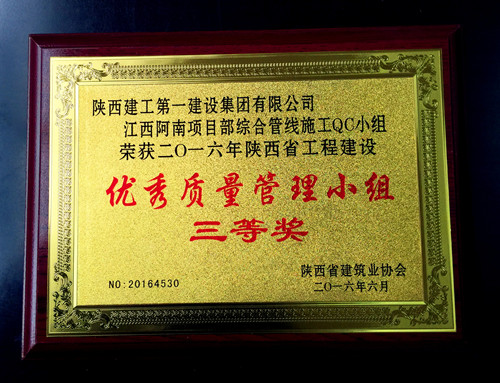 陕西建工第一建设集团有限公司
江西阿南项目部综合管线施工QC小组
荣获二〇一六年陕西省工程建设
优秀质量管理小组
三等奖
陕西省建筑业协会
NO:20164530
二〇一六年六月